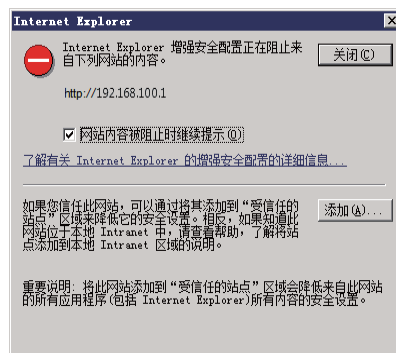 Internet Explorer
Internet Explorer 增强安全配置正在阻止来
自下列网站的内容。
关闭(C)
http://192.168.100.1
网站内容被阻止时继续提示(O)
了解有关 Internet Explorer 的增强安全配置的详细信息...
如果您信任此网站，可以通过将其添加到“受信任的
站点”区域来降低它的安全设置。相反，如果知道此
网站位于本地 Intranet 中，请查看帮助，了解将站
点添加到本地 Intranet 区域的说明。
添加(A)...
重要说明: 将此网站添加到“受信任的站点”区域会降低来自此网站
的所有应用程序(包括 Internet Explorer)所有内容的安全设置。